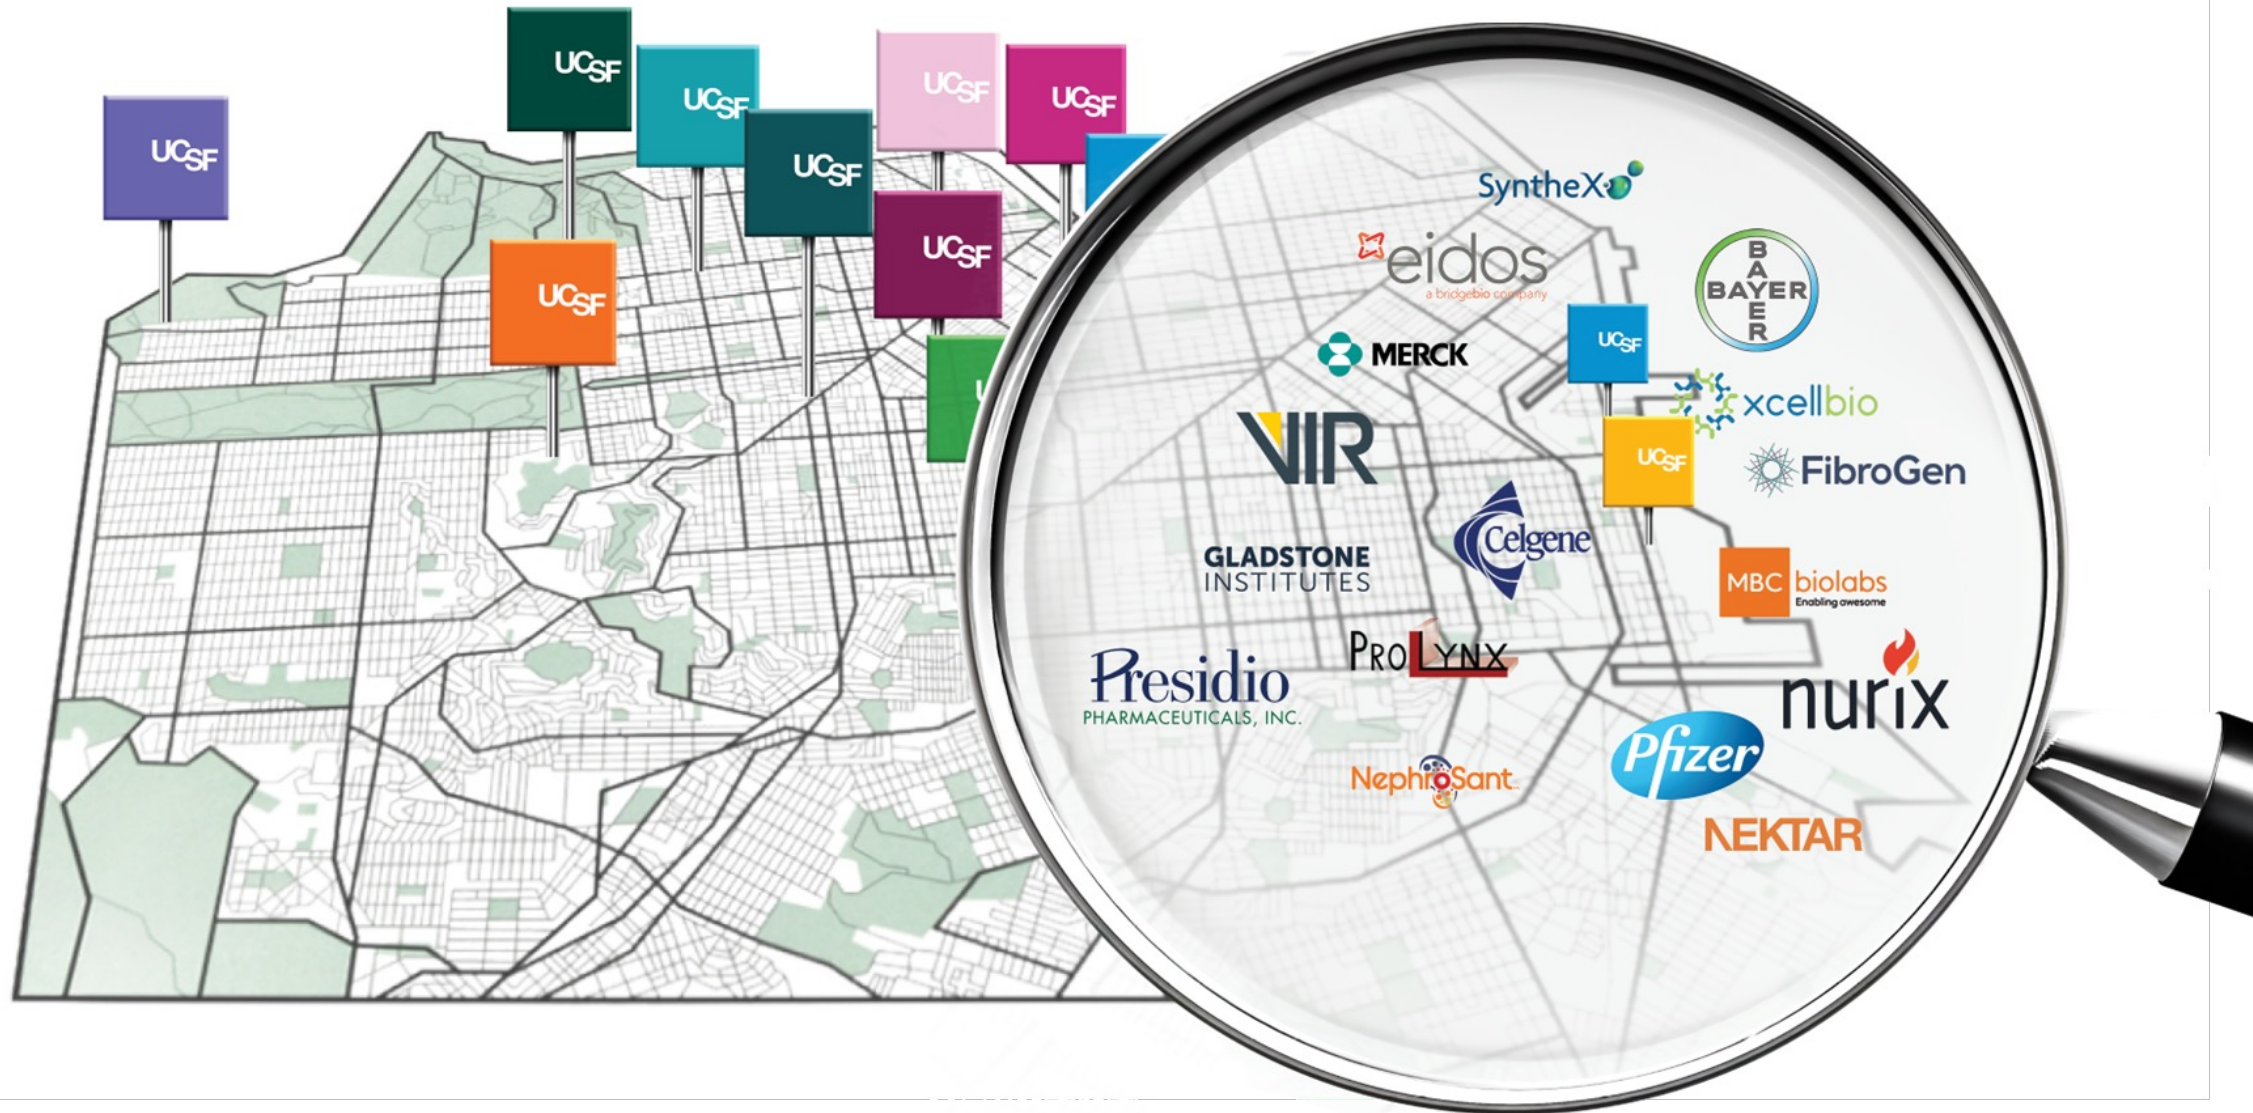 UCSF
UCSF
UCSF
UCSF
UCSF
UCSF
UCSF
UCSF
SyntheX
eidos
a bridgebio company
BAYER
BAYER
MERCK
UCSF
xcellbio
VIR
UCSF
FibroGen
Celgene
GLADSTONE
INSTITUTES
MBC biolabs
Enabling awesome
PROLYNX
Presidio
PHARMACEUTICALS, INC.
nurix
Pfizer
NephroSant
NEKTAR